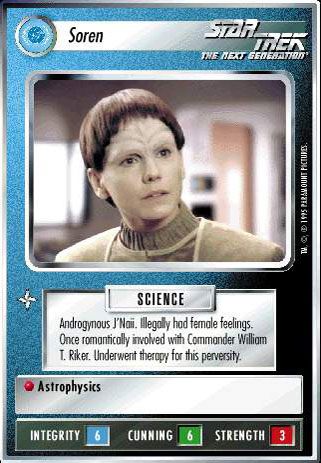 Soren
STAR TREK
THE NEXT GENERATION®
TM, ©, ® 1995 PARAMOUNT PICTURES.
SCIENCE
Androgynous J'Naii. Illegally had female feelings.
Once romantically involved with Commander William
T. Riker. Underwent therapy for this perversity.
Astrophysics
INTEGRITY 6 CUNNING 6 STRENGTH 3